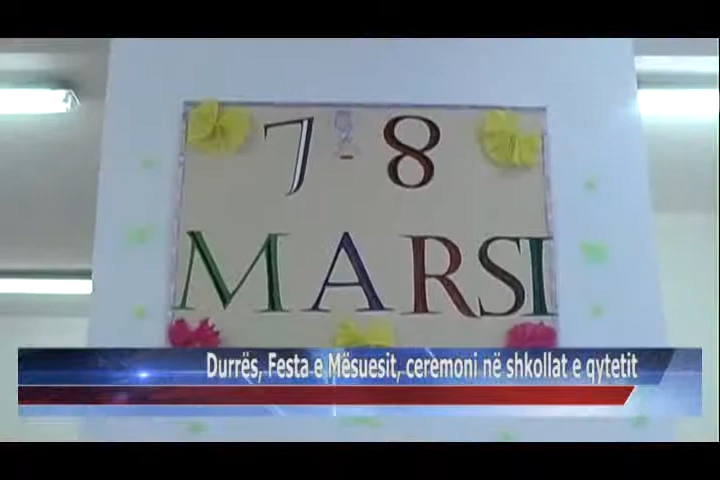 7-8
MARSI
Durrës, Festa e Mësuesit, ceremoni në shkollat e qytetit